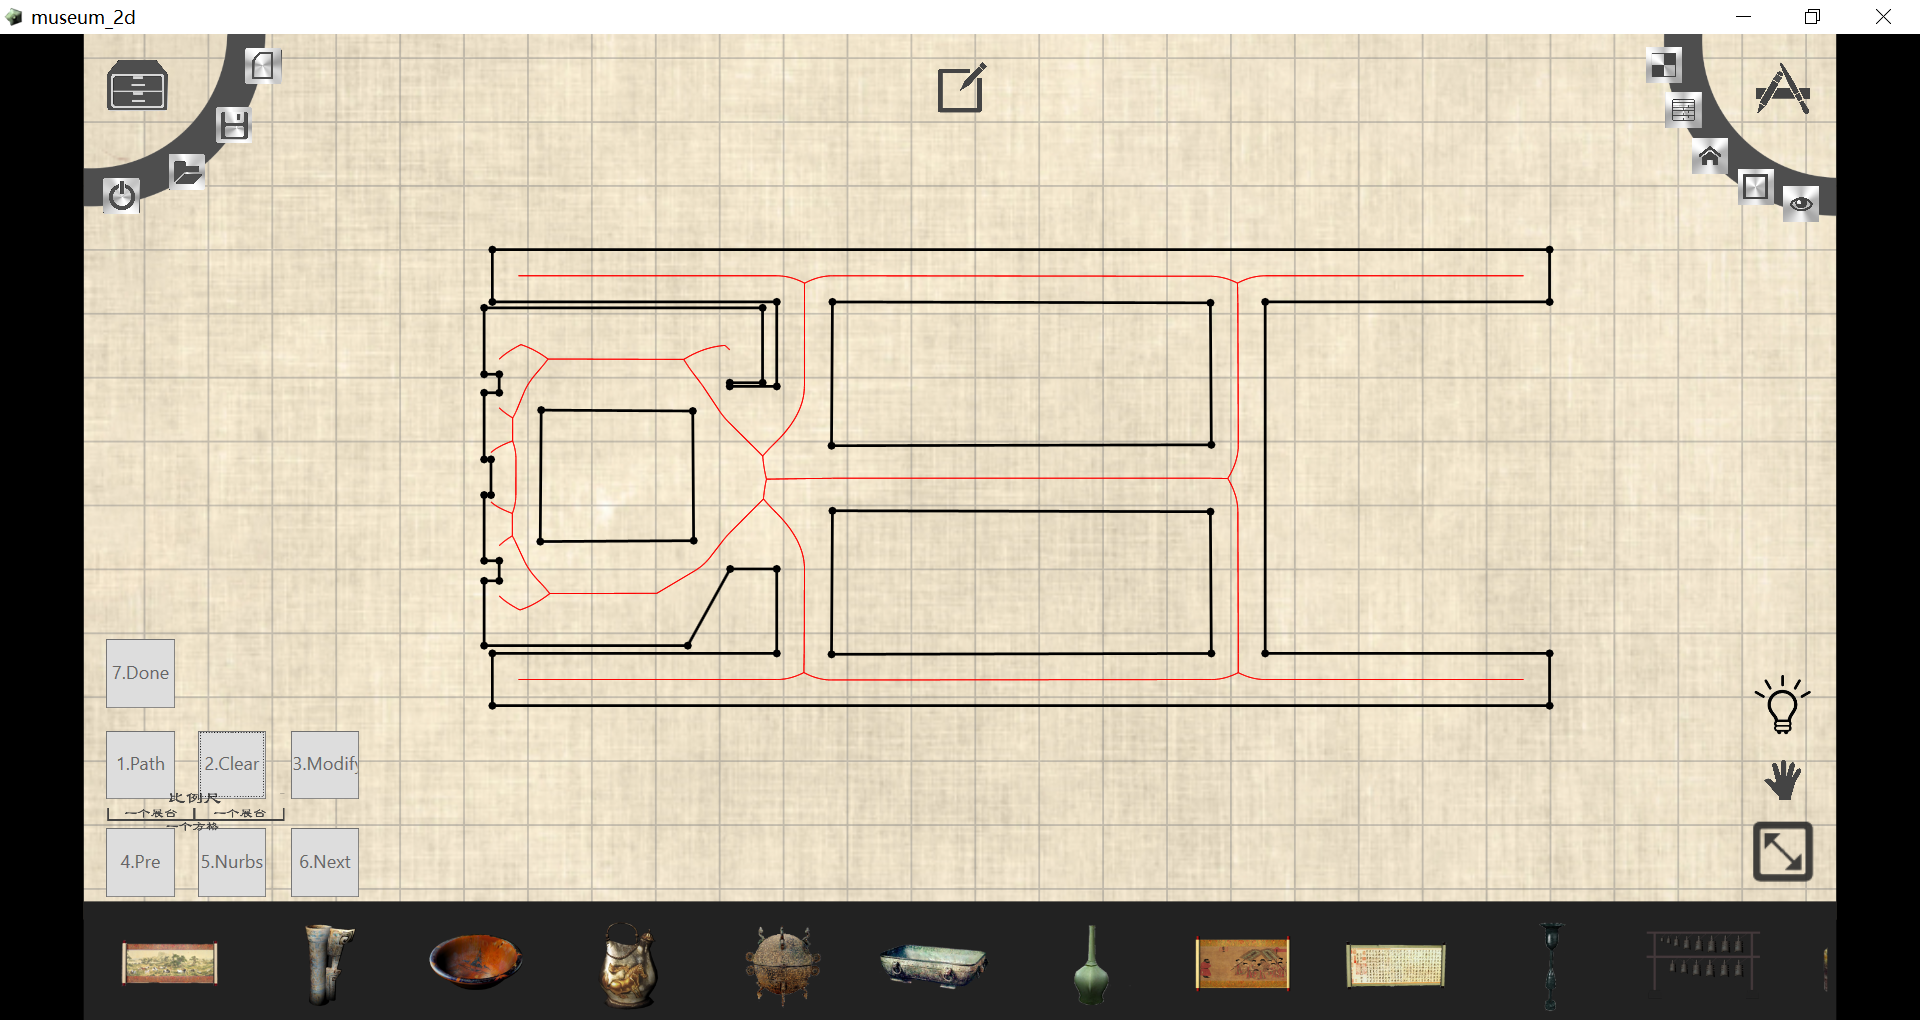 museum_2d
7.Done
1.Path
2.Clear
3.Modify
比例尺
一个展台 一个展台
一个方格
4.Pre
5.Nurbs
6.Next